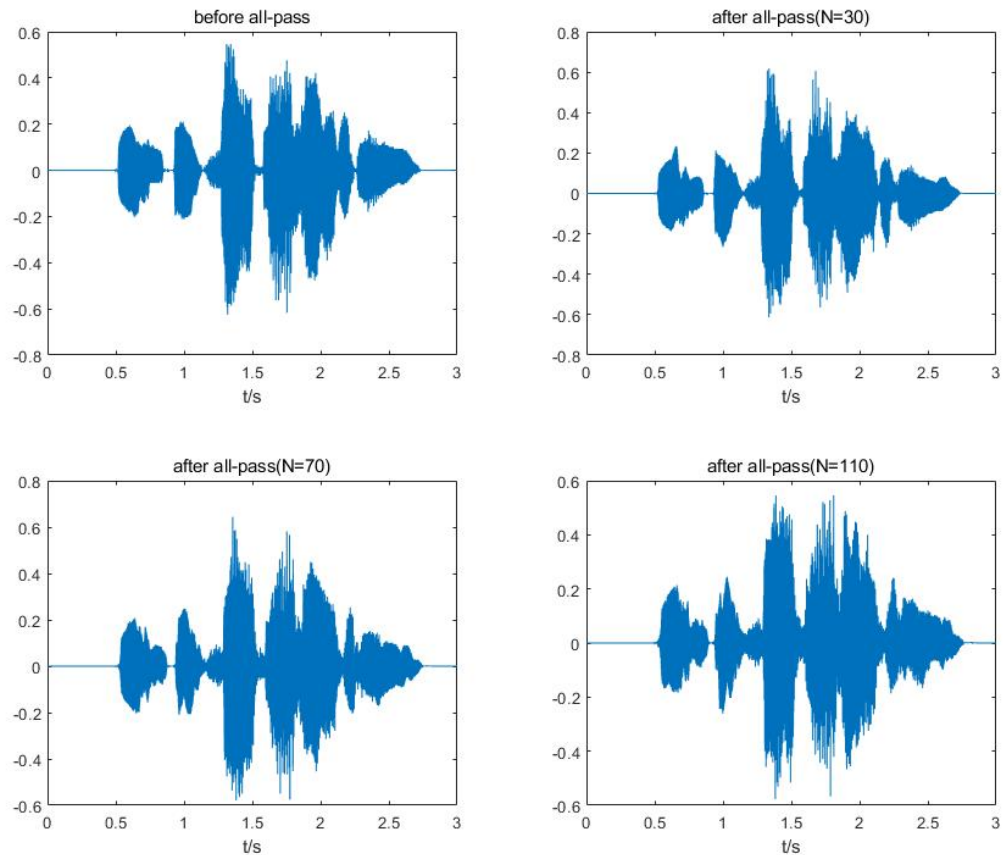 before all-pass
0.6
0.4
0.2
0
-0.2
-0.4
-0.6
-0.8
0 0.5 1 1.5 2 2.5 3
t/s
after all-pass(N=30)
0.8
0.6
0.4
0.2
0
-0.2
-0.4
-0.6
-0.8
0 0.5 1 1.5 2 2.5 3
t/s
after all-pass(N=70)
0.8
0.6
0.4
0.2
0
-0.2
-0.4
-0.6
0 0.5 1 1.5 2 2.5 3
t/s
after all-pass(N=110)
0.6
0.4
0.2
0
-0.2
-0.4
-0.6
0 0.5 1 1.5 2 2.5 3
t/s